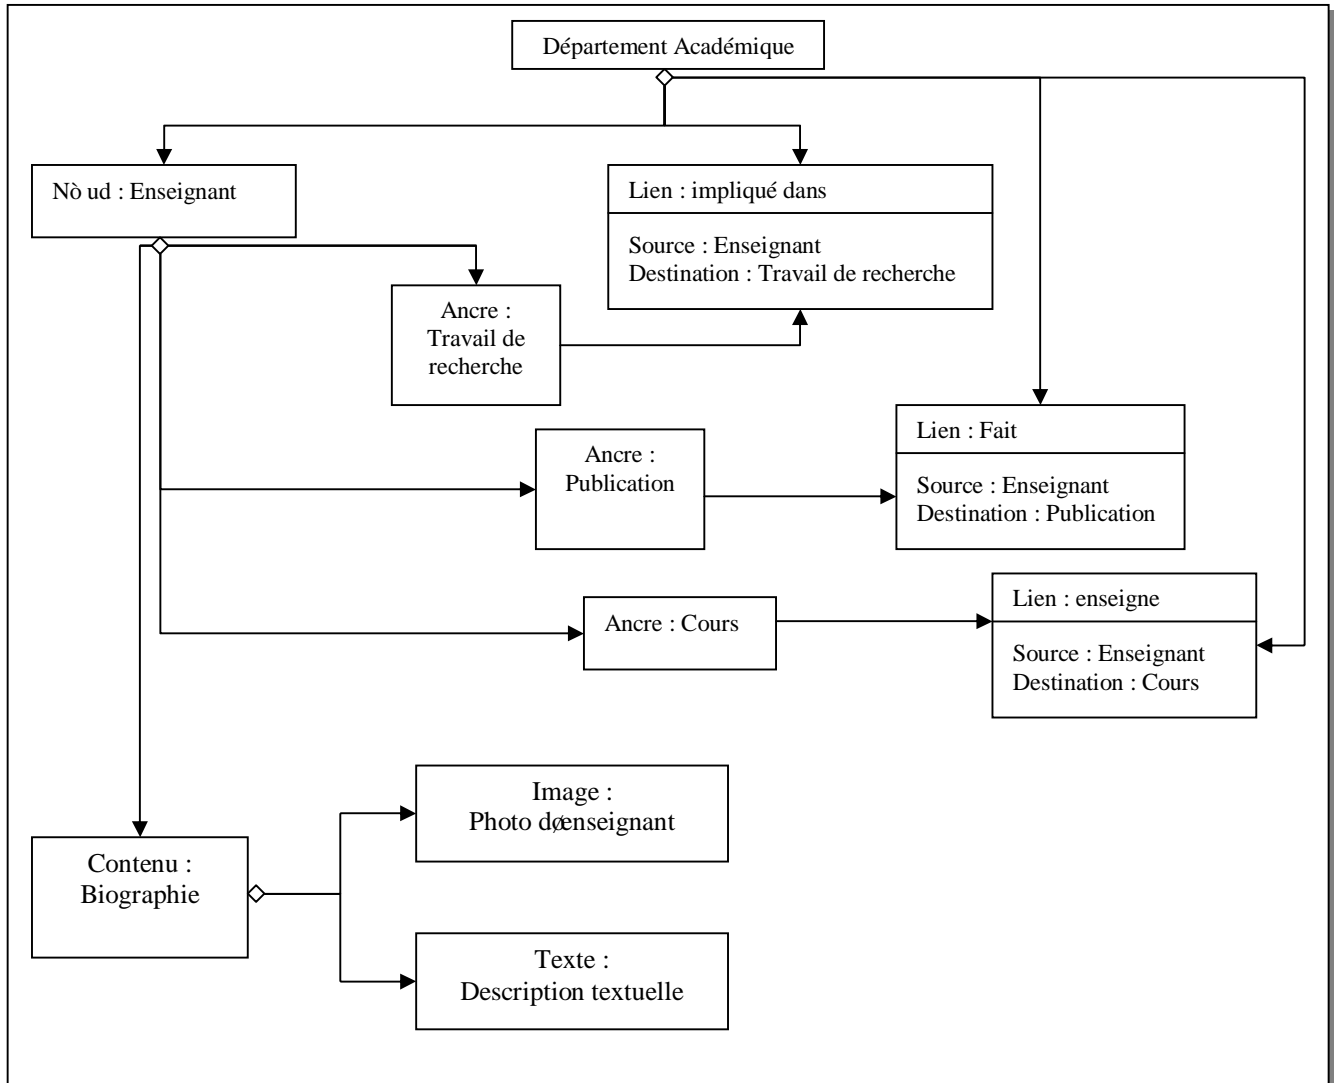 Département Académique
Nò ud : Enseignant
Lien : impliqué dans
Source : Enseignant
Destination : Travail de recherche
Ancre :
Travail de
recherche
Lien : Fait
Source : Enseignant
Destination : Publication
Ancre :
Publication
Lien : enseigne
Source : Enseignant
Destination : Cours
Ancre : Cours
Image :
Photo døenseignant
Contenu :
Biographie
Texte :
Description textuelle